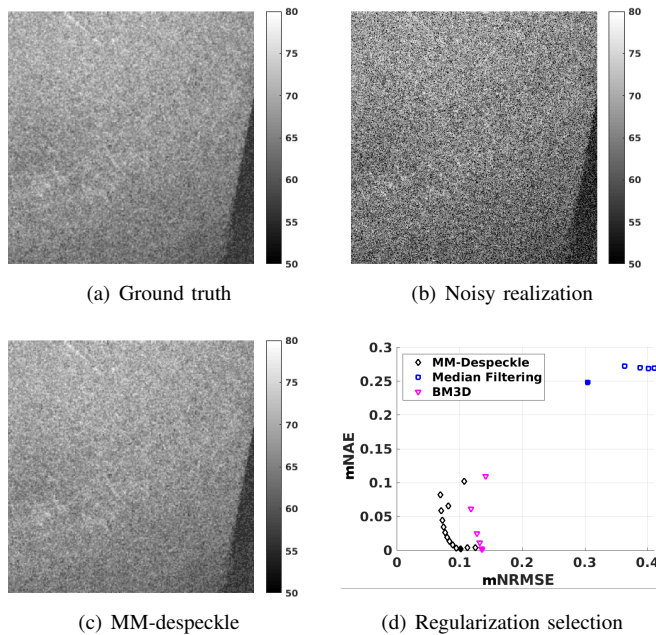 80
75
70
65
60
55
50
80
75
70
65
60
55
50
(a) Ground truth
(b) Noisy realization
80
75
70
65
60
55
50
0.3
0.25
0.2
0.15
0.1
0.05
0
mNAE
MM-Despeckle
Median Filtering
BM3D
0 0.1 0.2 0.3 0.4
mNRMSE
(c) MM-despeckle
(d) Regularization selection